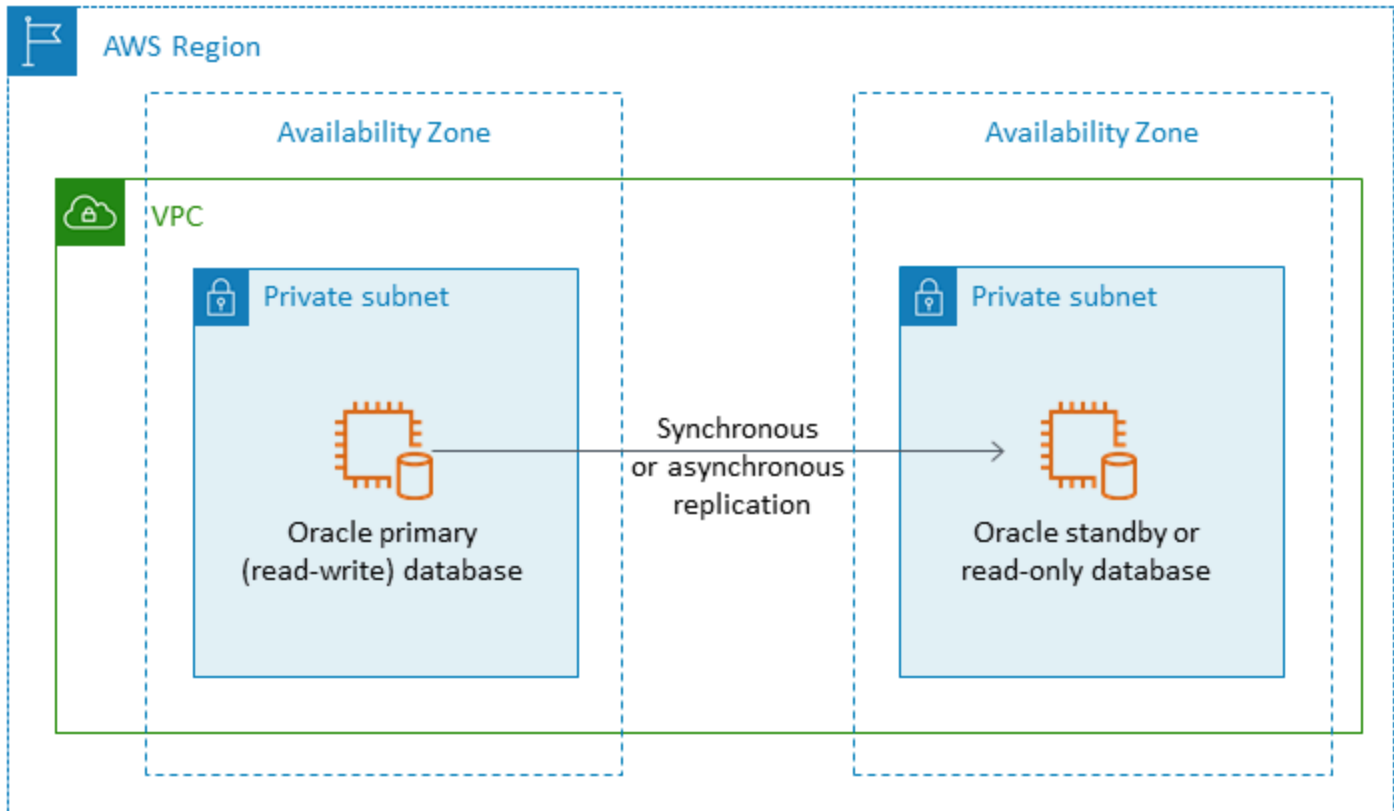 AWS Region
Availability Zone
Availability Zone
VPC
Private subnet
Private subnet
Synchronous
or asynchronous
replication
Oracle primary
(read-write) database
Oracle standby or
read-only database